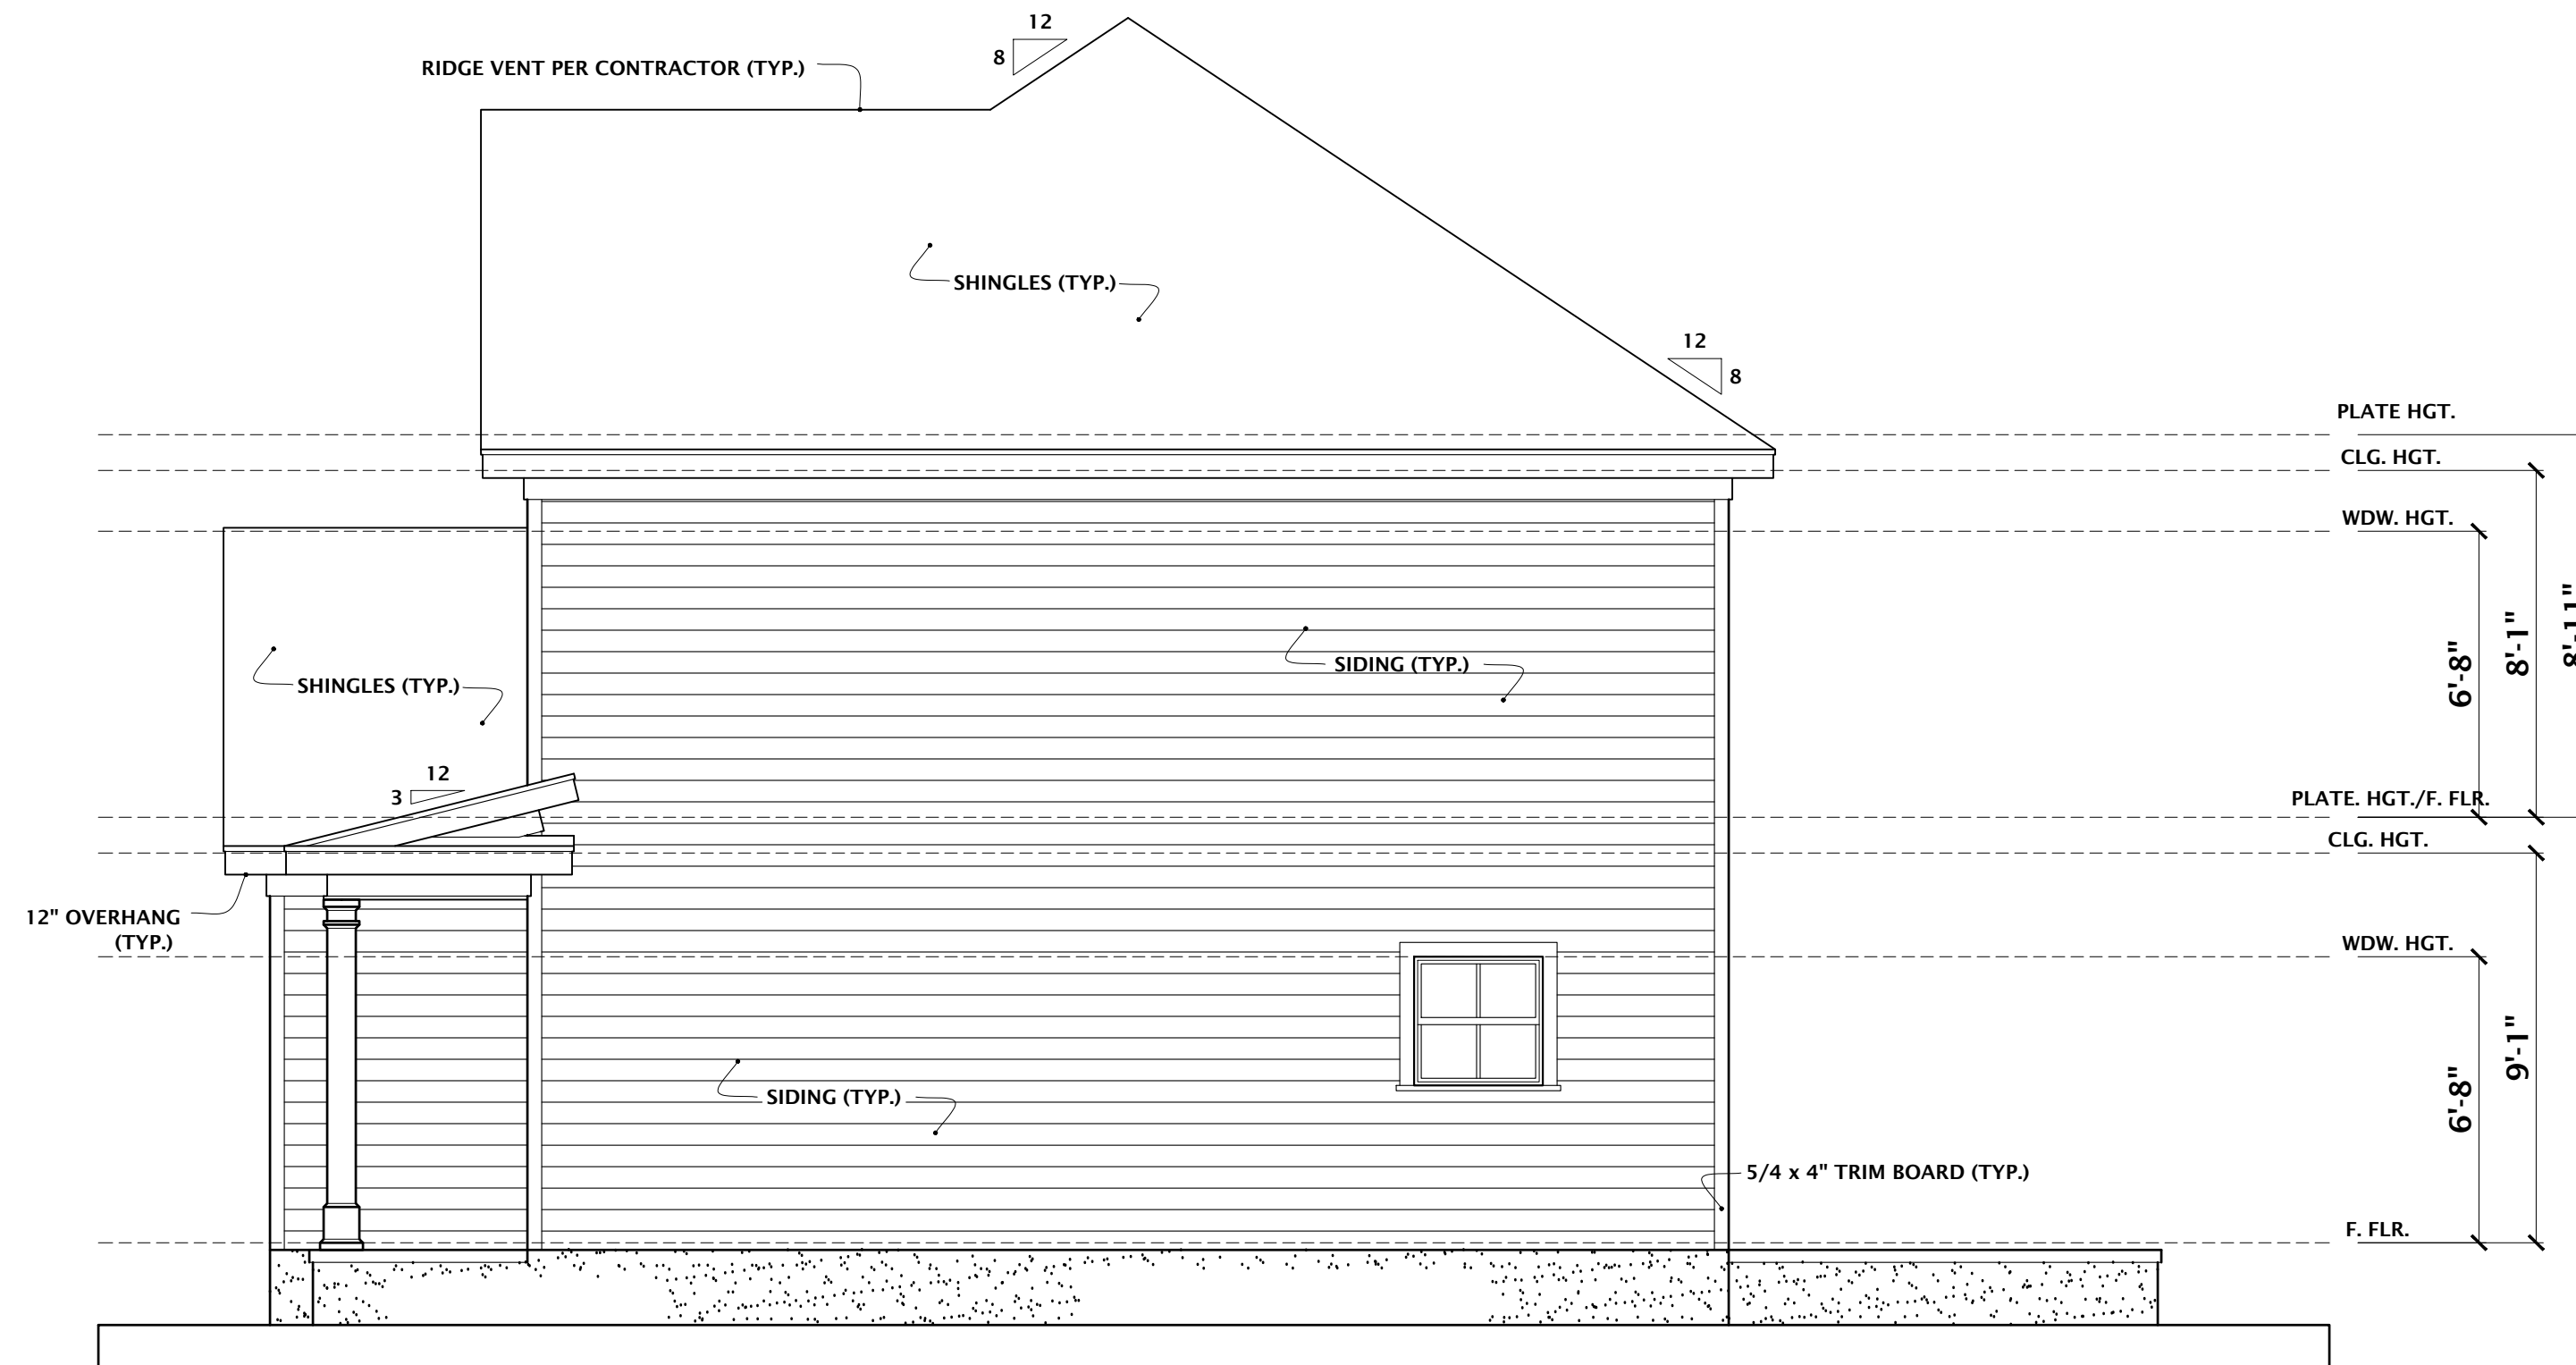 12
8
RIDGE VENT PER CONTRACTOR (TYP.)
SHINGLES (TYP.)
12
8
PLATE HGT.
CLG. HGT.
WDW. HGT.
8'-11"
8'-1"
6'-8"
SIDING (TYP.)
SHINGLES (TYP.)
12
3
PLATE. HGT./F. FLR.
CLG. HGT.
12" OVERHANG
(TYP.)
WDW. HGT.
9'-1"
6'-8"
SIDING (TYP.)
5/4 x 4" TRIM BOARD (TYP.)
F. FLR.